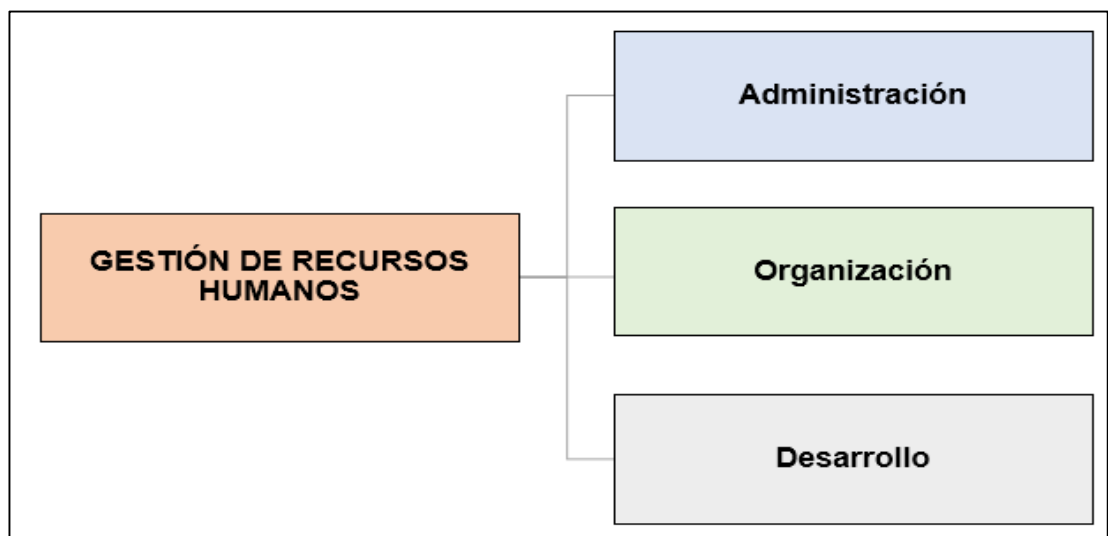 GESTIÓN DE RECURSOS
HUMANOS
Administración
Organización
Desarrollo